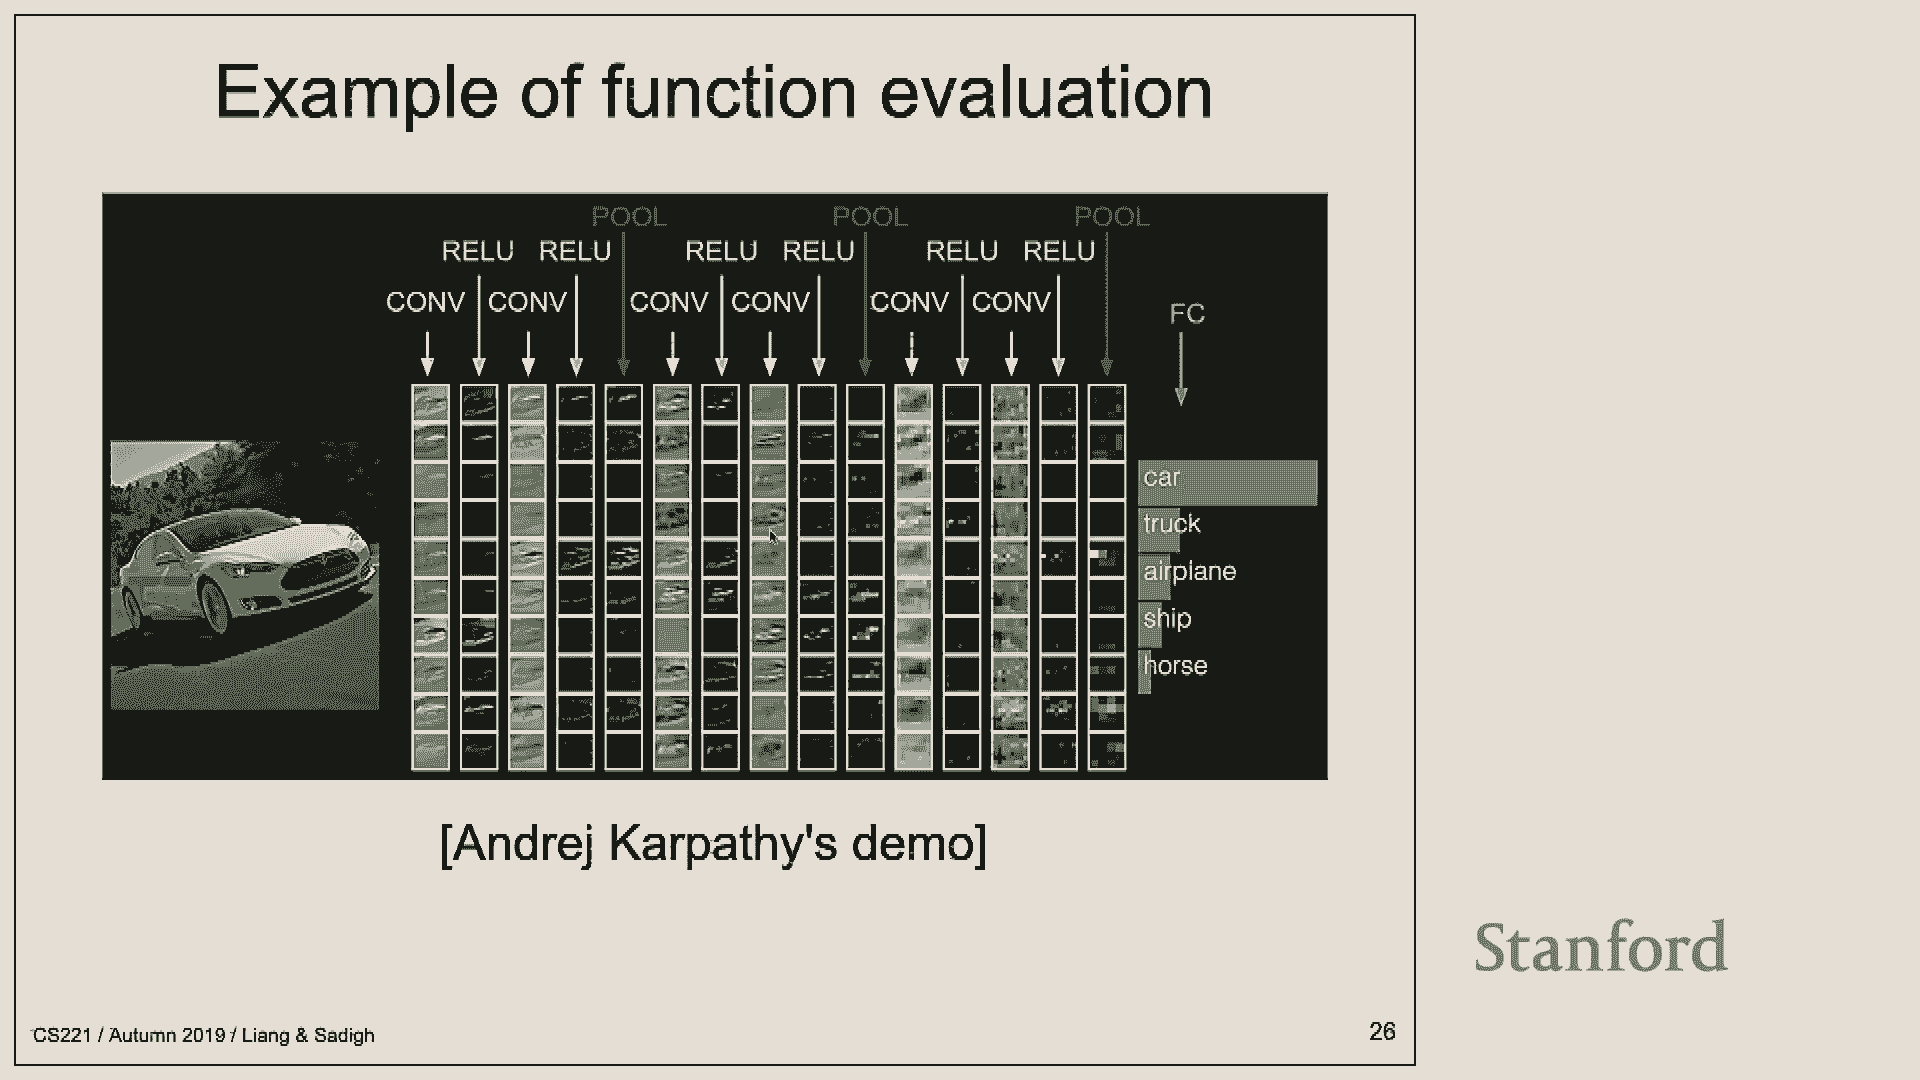 Example of function evaluation
POOL POOL POOL
RELU RELU RELU RELU RELU RELU
CONV CONV CONV CONV CONV CONV
FC
car
truck
airplane
ship
horse
[Andrej Karpathy's demo]
Stanford
CS221 / Autumn 2019 / Liang & Sadigh
26